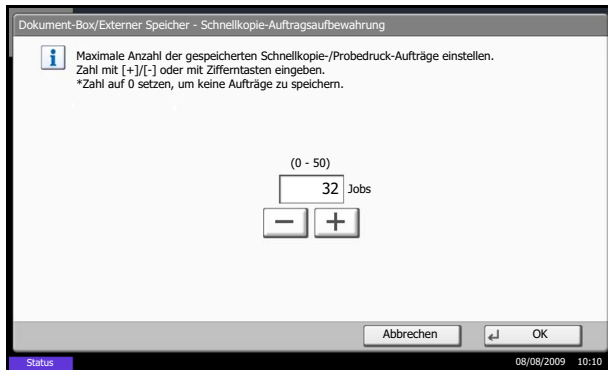 Dokument-Box/Externer Speicher - Schnellkopie-Auftragsaufbewahrung
Maximale Anzahl der gespeicherten Schnellkopie-/Probedruck-Aufträge einstellen.
Zahl mit [+]/[-] oder mit Zifferntasten eingeben.
*Zahl auf 0 setzen, um keine Aufträge zu speichern.
(0 - 50)
32 Jobs
Abbrechen OK
Status 08/08/2009 10:10